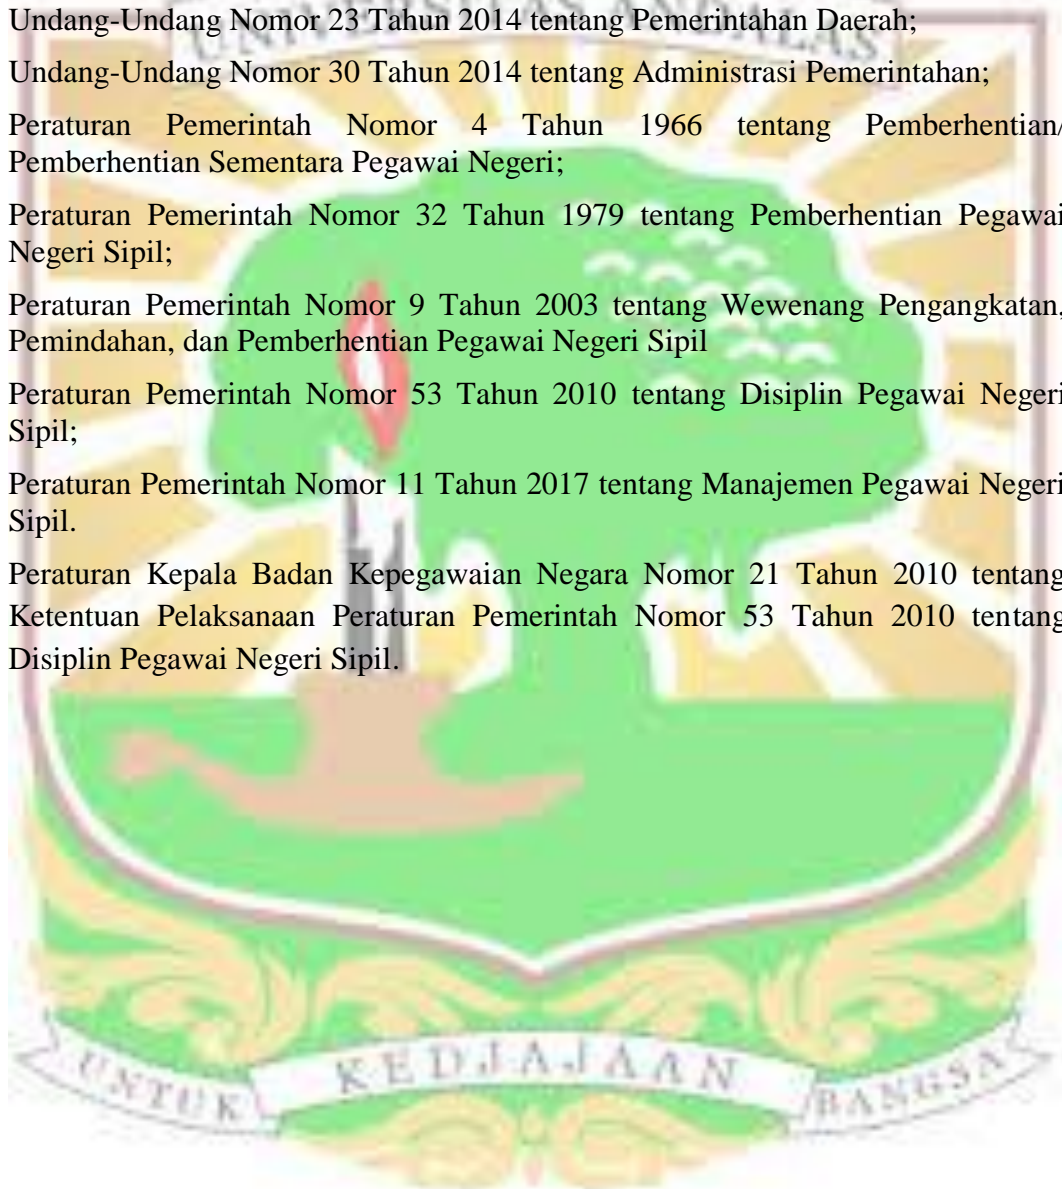 UNIVERSITAS ANDALAS
Undang-Undang Nomor 23 Tahun 2014 tentang Pemerintahan Daerah;
Undang-Undang Nomor 30 Tahun 2014 tentang Administrasi Pemerintahan;
Peraturan Pemerintah Nomor 4 Tahun 1966 tentang Pemberhentian/
Pemberhentian Sementara Pegawai Negeri;
Peraturan Pemerintah Nomor 32 Tahun 1979 tentang Pemberhentian Pegawai
Negeri Sipil;
Peraturan Pemerintah Nomor 9 Tahun 2003 tentang Wewenang Pengangkatan,
Pemindahan, dan Pemberhentian Pegawai Negeri Sipil
Peraturan Pemerintah Nomor 53 Tahun 2010 tentang Disiplin Pegawai Negeri
Sipil;
Peraturan Pemerintah Nomor 11 Tahun 2017 tentang Manajemen Pegawai Negeri
Sipil.
Peraturan Kepala Badan Kepegawaian Negara Nomor 21 Tahun 2010 tentang
Ketentuan Pelaksanaan Peraturan Pemerintah Nomor 53 Tahun 2010 tentang
Disiplin Pegawai Negeri Sipil.
UNTUK KEDJAJAAN BANGSA